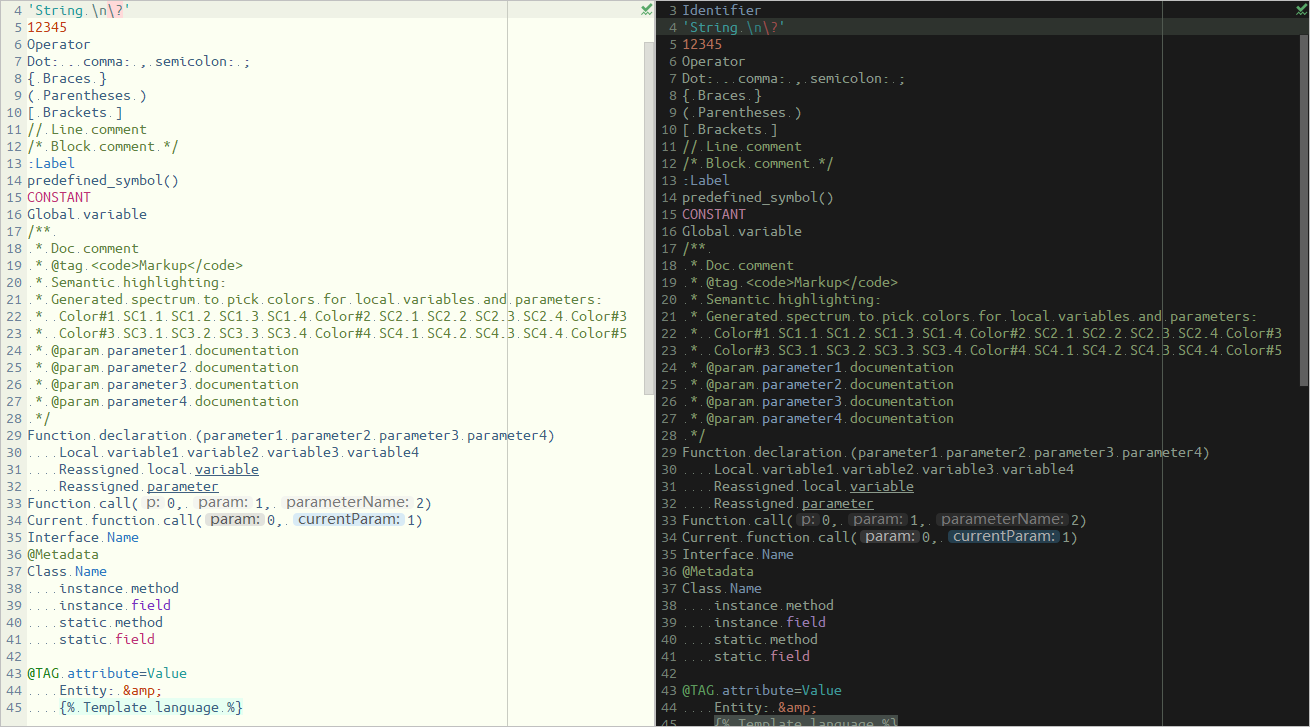 4 'String \n\?'
5 12345
6 Operator
7 Dot: . comma: , semicolon: ;
8 { Braces }
9 ( Parentheses )
10 [ Brackets ]
11 // Line comment
12 /* Block comment */
13 :Label
14 predefined_symbol()
15 CONSTANT
16 Global variable
17 /**
18 * Doc comment
19 * @tag <code>Markup</code>
20 * Semantic highlighting:
21 * Generated spectrum to pick colors for local variables and parameters:
22 * Color#1 SC1.1 SC1.2 SC1.3 SC1.4 Color#2 SC2.1 SC2.2 SC2.3 SC2.4 Color#3
23 * Color#3 SC3.1 SC3.2 SC3.3 SC3.4 Color#4 SC4.1 SC4.2 SC4.3 SC4.4 Color#5
24 * @param parameter1 documentation
25 * @param parameter2 documentation
26 * @param parameter3 documentation
27 * @param parameter4 documentation
28 */
29 Function declaration (parameter1 parameter2 parameter3 parameter4)
30 Local variable1 variable2 variable3 variable4
31 Reassigned local variable
32 Reassigned parameter
33 Function call( p: 0, param: 1, parameterName: 2)
34 Current function call( param: 0, currentParam: 1)
35 Interface Name
36 @Metadata
37 Class Name
38 instance method
39 instance field
40 static method
41 static field
42
43 @TAG attribute=Value
44 Entity: &amp;
45 {% Template language %}
3 Identifier
4 'String \n\?'
5 12345
6 Operator
7 Dot: . comma: , semicolon: ;
8 { Braces }
9 ( Parentheses )
10 [ Brackets ]
11 // Line comment
12 /* Block comment */
13 :Label
14 predefined_symbol()
15 CONSTANT
16 Global variable
17 /**
18 * Doc comment
19 * @tag <code>Markup</code>
20 * Semantic highlighting:
21 * Generated spectrum to pick colors for local variables and parameters:
22 * Color#1 SC1.1 SC1.2 SC1.3 SC1.4 Color#2 SC2.1 SC2.2 SC2.3 SC2.4 Color#3
23 * Color#3 SC3.1 SC3.2 SC3.3 SC3.4 Color#4 SC4.1 SC4.2 SC4.3 SC4.4 Color#5
24 * @param parameter1 documentation
25 * @param parameter2 documentation
26 * @param parameter3 documentation
27 * @param parameter4 documentation
28 */
29 Function declaration (parameter1 parameter2 parameter3 parameter4)
30 Local variable1 variable2 variable3 variable4
31 Reassigned local variable
32 Reassigned parameter
33 Function call( p: 0, param: 1, parameterName: 2)
34 Current function call( param: 0, currentParam: 1)
35 Interface Name
36 @Metadata
37 Class Name
38 instance method
39 instance field
40 static method
41 static field
42
43 @TAG attribute=Value
44 Entity: &amp;
45 {% Template language %}